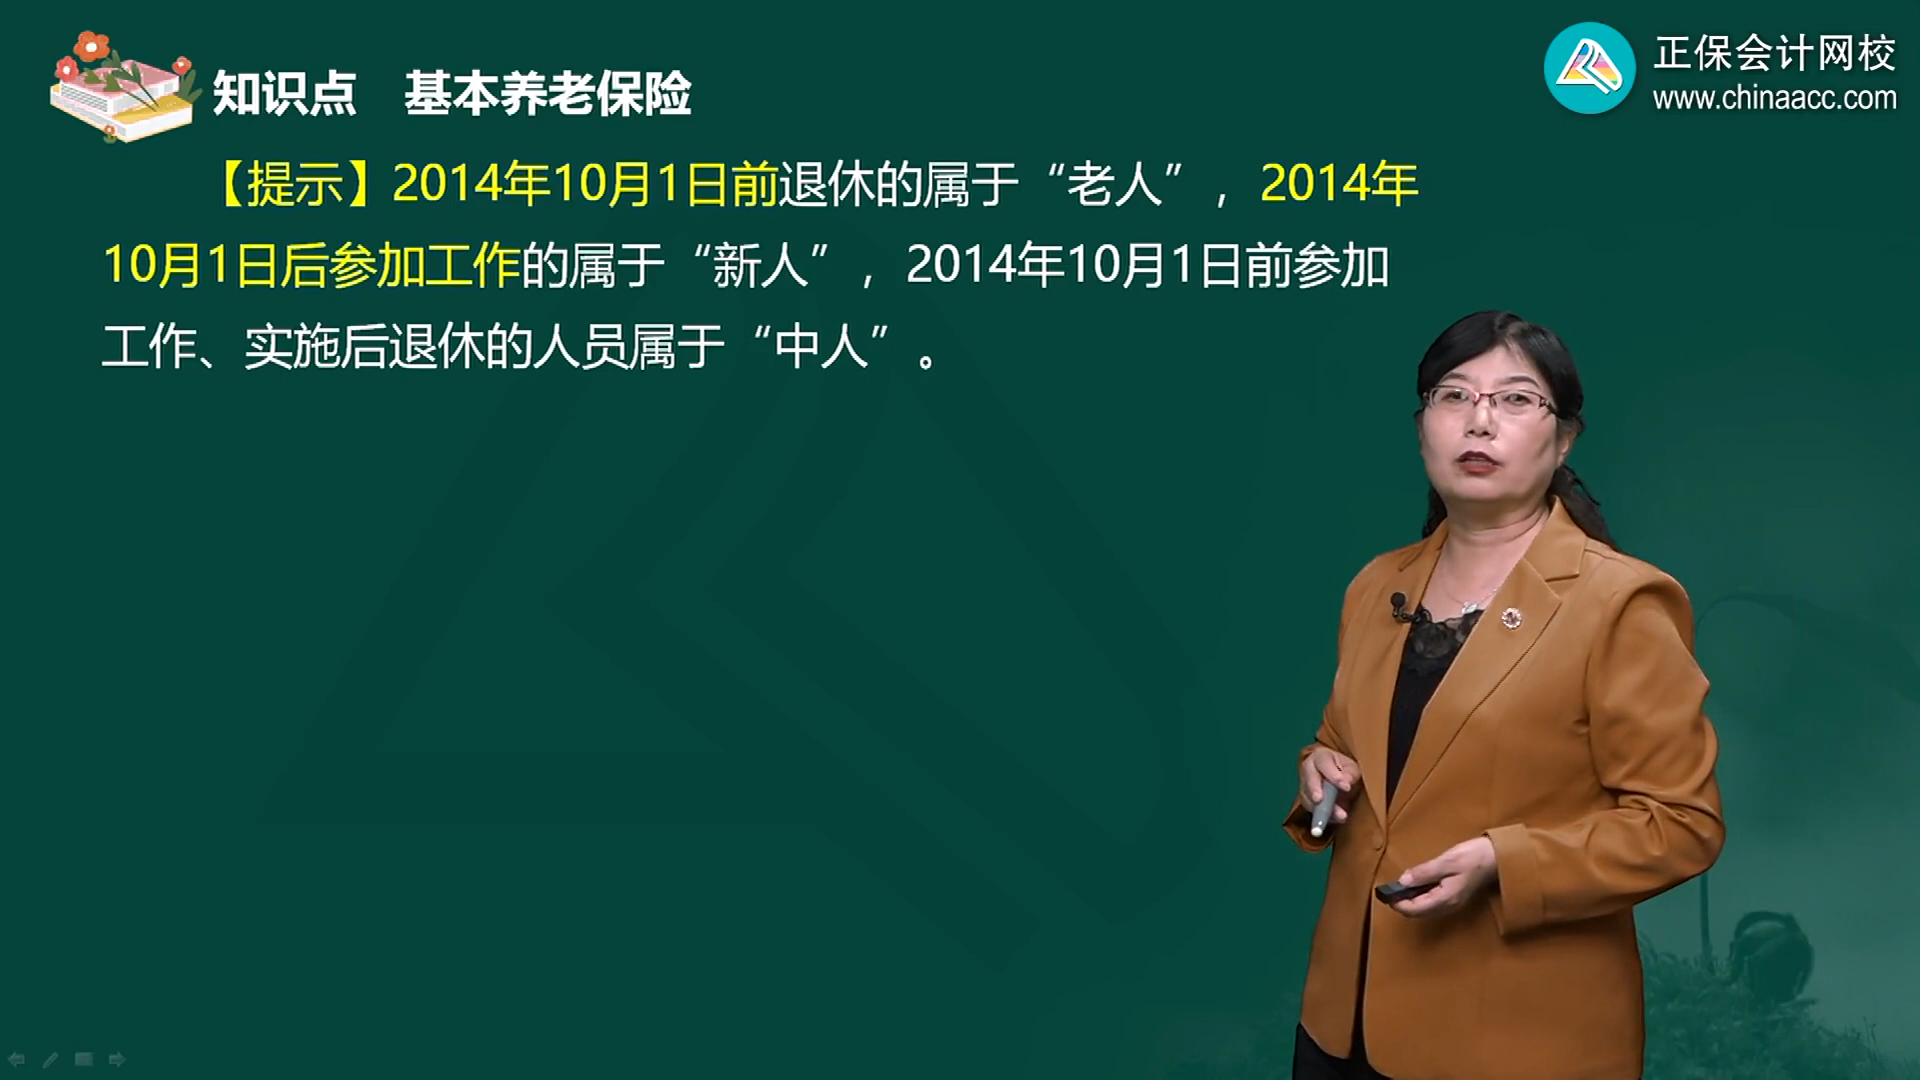 正保会计网校
www.chinaacc.com
知识点　基本养老保险
【提示】2014年10月1日前退休的属于“老人”，2014年
10月1日后参加工作的属于“新人”，2014年10月1日前参加
工作、实施后退休的人员属于“中人”。